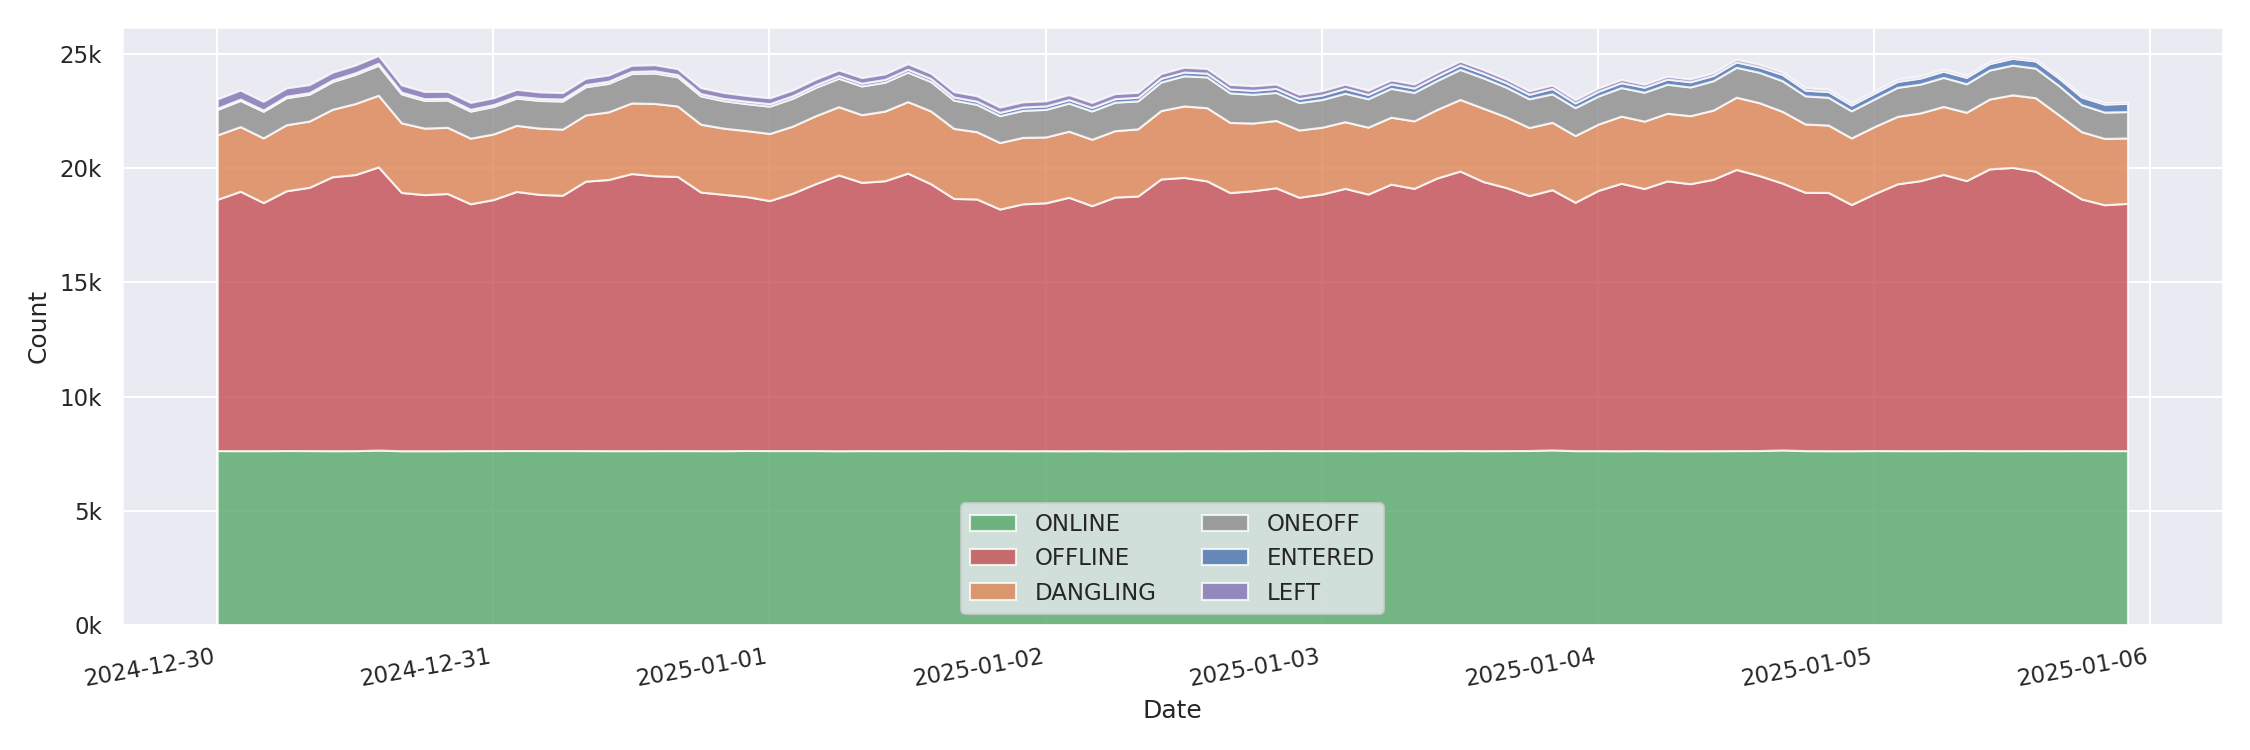 25k
20k
15k
10k
5k
0k
Count
ONLINE
OFFLINE
DANGLING
ONEOFF
ENTERED
LEFT
2024-12-30
2024-12-31
2025-01-01
2025-01-02
2025-01-03
2025-01-04
2025-01-05
2025-01-06
Date